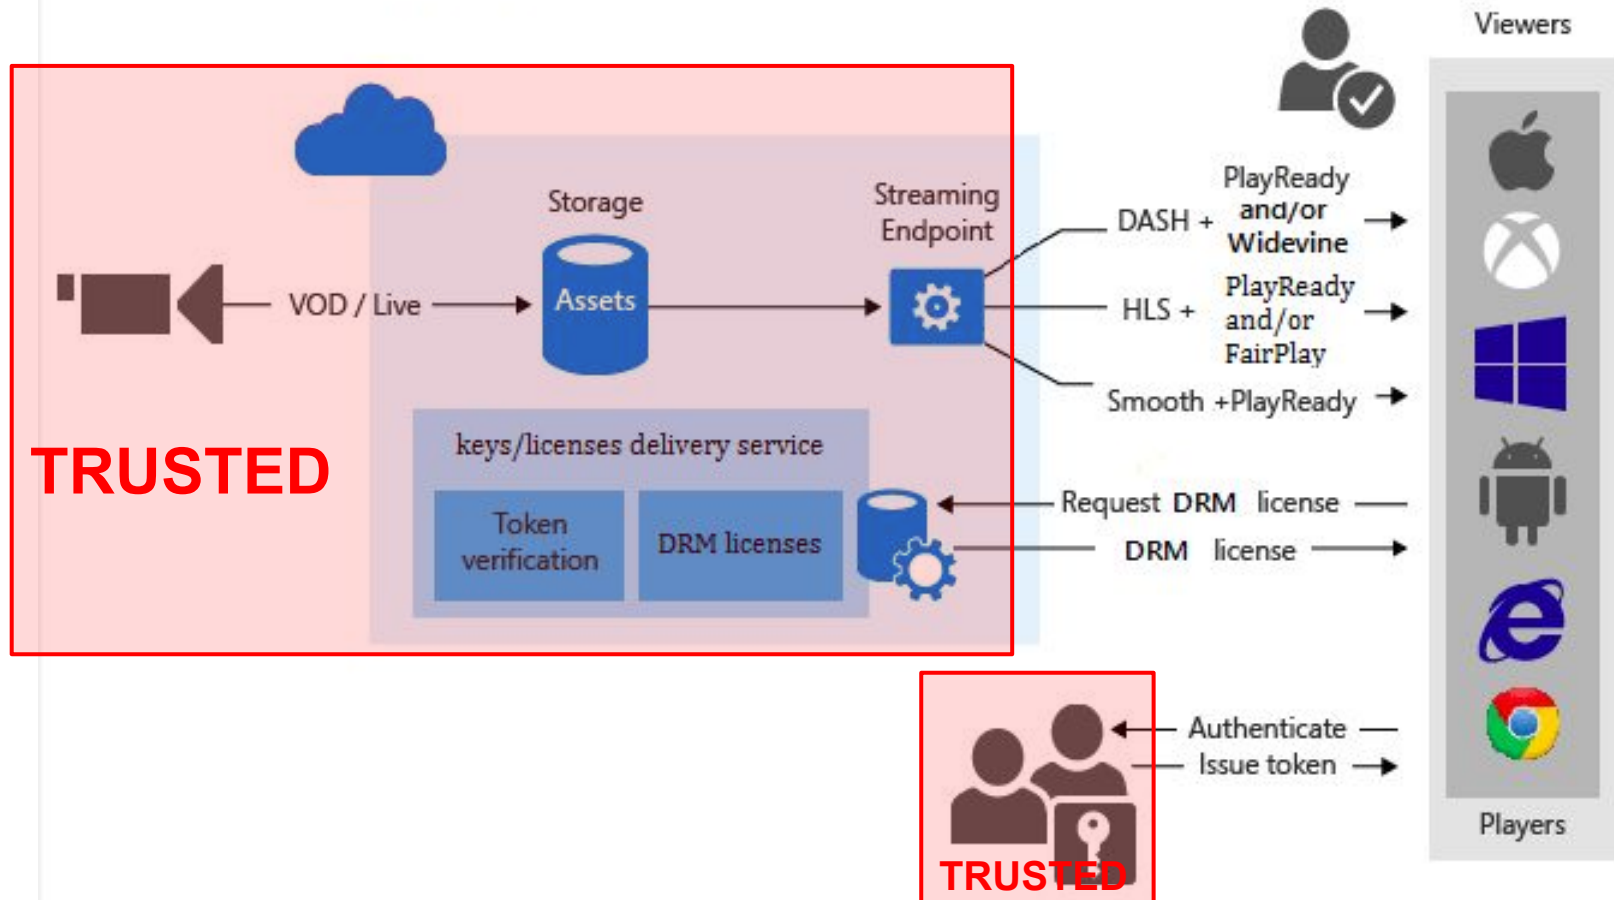 Viewers
Storage
Streaming
Endpoint
Assets
VOD / Live
DASH +
PlayReady
and/or
Widevine
HLS +
PlayReady
and/or
FairPlay
Smooth +PlayReady
TRUSTED
keys/licenses delivery service
Token
verification
DRM licenses
Request DRM license
DRM license
Authenticate
Issue token
TRUSTED
Players